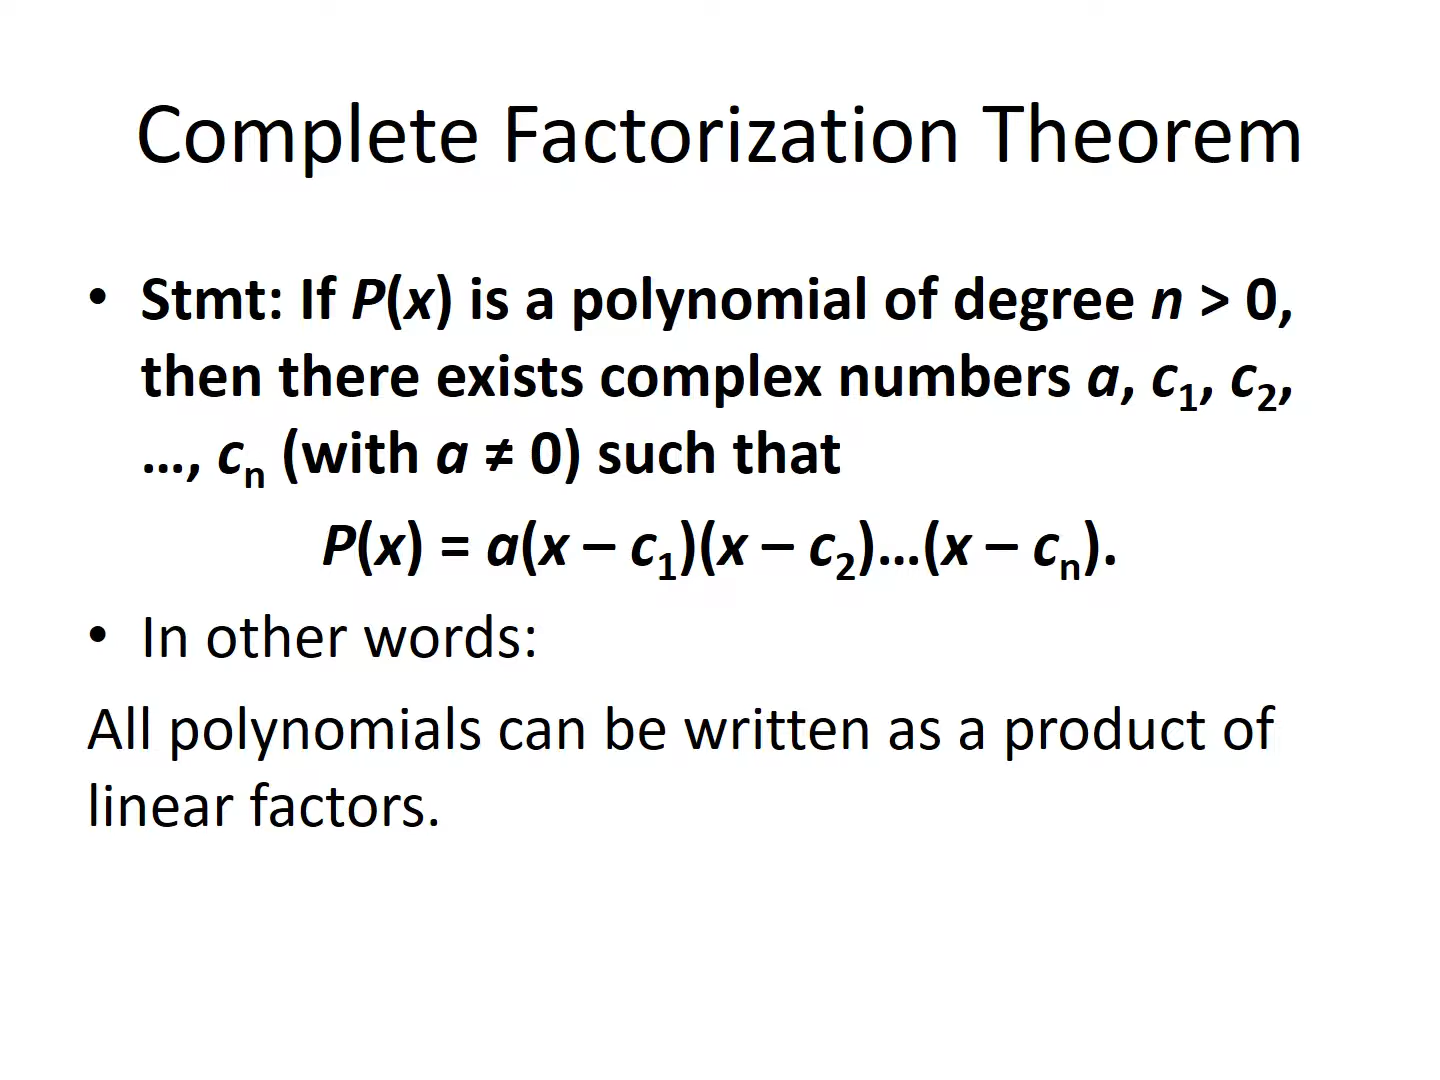 Complete Factorization Theorem
• Stmt: If P(x) is a polynomial of degree n > 0,
then there exists complex numbers a, c₁, c₂,
…, cₙ (with a ≠ 0) such that
P(x) = a(x – c₁)(x – c₂)…(x – cₙ).
• In other words:
All polynomials can be written as a product of
linear factors.